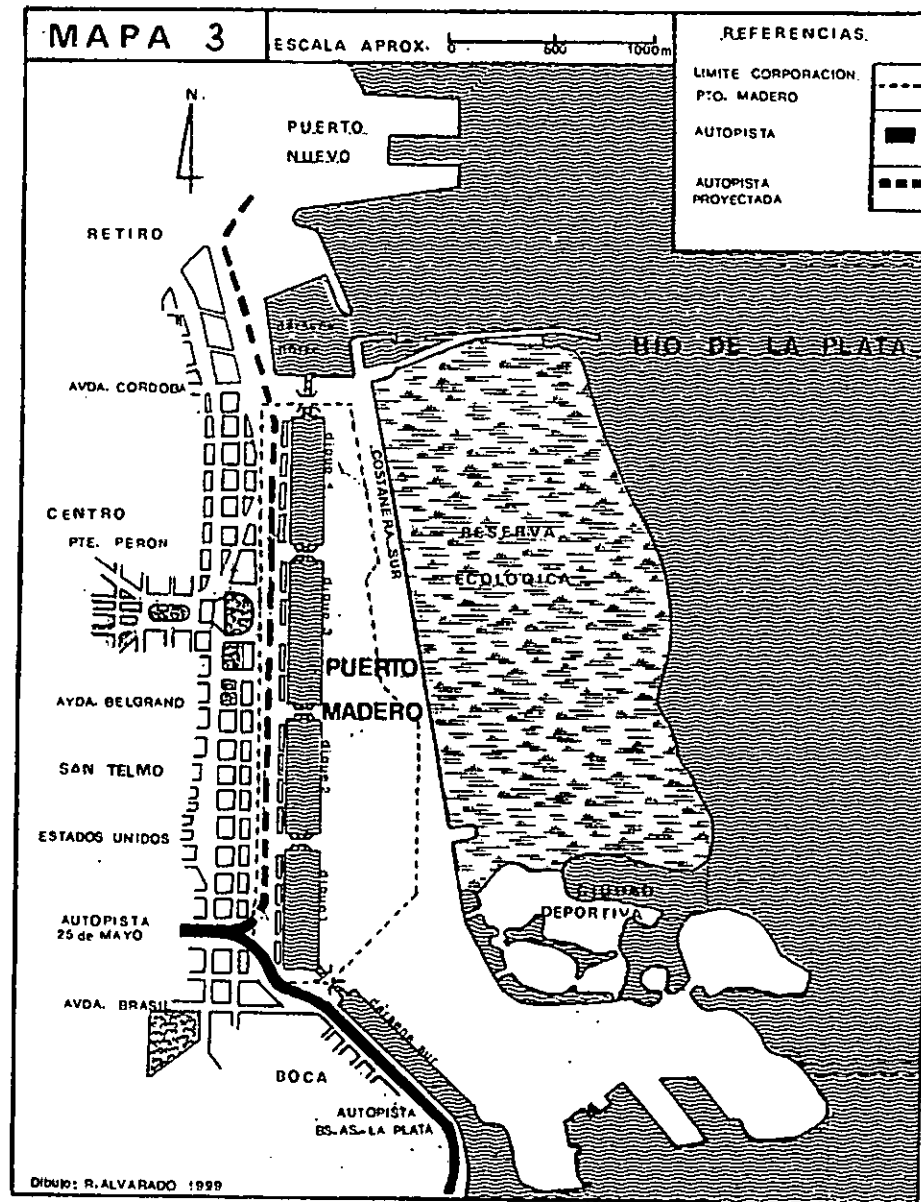 MAPA 3
ESCALA APROX. 0 500 1000m
REFERENCIAS
LIMITE CORPORACION
PTO. MADERO
AUTOPISTA
AUTOPISTA
PROYECTADA
N.
PUERTO
NUEVO
RETIRO
RIO DE LA PLATA
AVDA. CORDOBA
COSTANERA SUR
CENTRO
PTE. PERON
RESERVA
ECOLOGICA
PUERTO
MADERO
AVDA. BELGRANO
SAN TELMO
ESTADOS UNIDOS
CIUDAD
DEPORTIVA
AUTOPISTA
25 de MAYO
AVDA. BRASIL
dársena sur
BOCA
AUTOPISTA
BS.AS.-LA PLATA
Dibujo: R. ALVARADO 1999